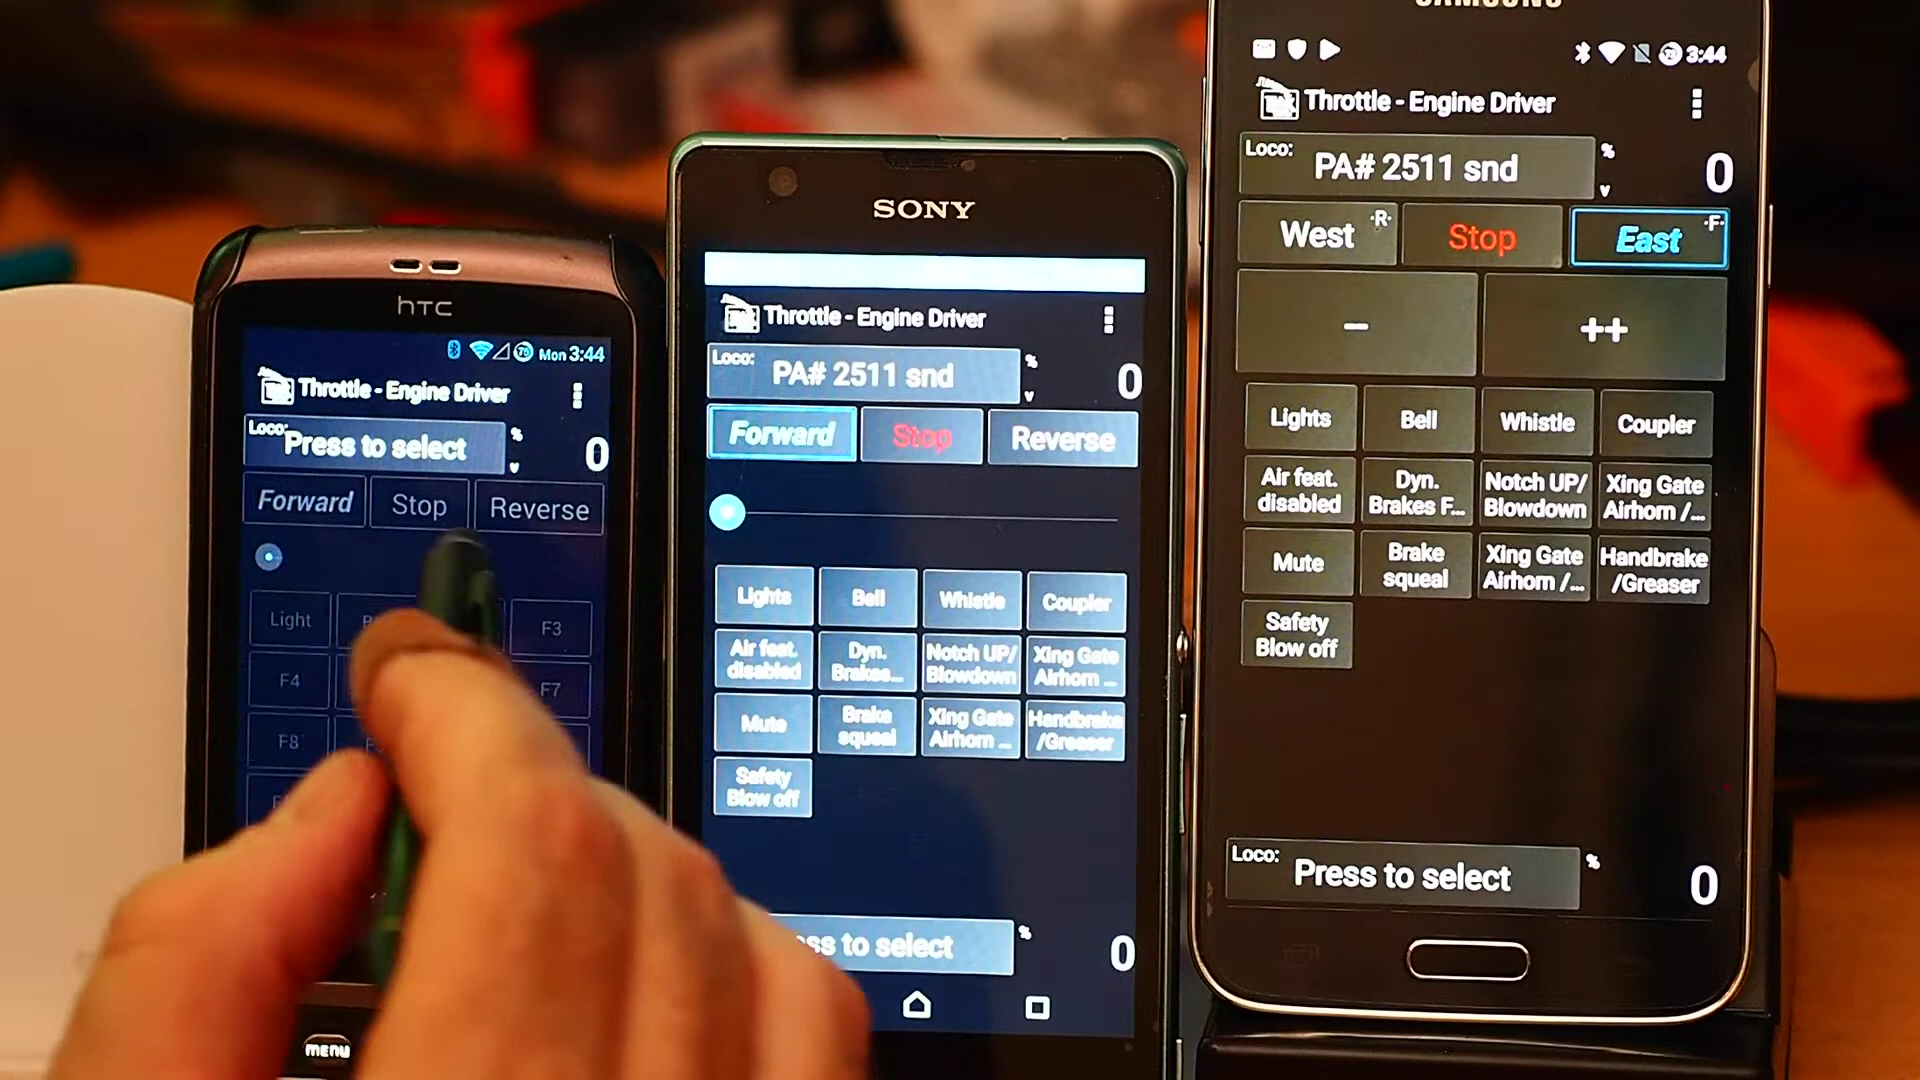 hTC
Mon 3:44
Throttle - Engine Driver
Loco:
Press to select
%
v
0
Forward
Stop
Reverse
Light
F3
F4
F7
F8
menu
SONY
Throttle - Engine Driver
Loco:
PA# 2511 snd
%
v
0
Forward
Stop
Reverse
Lights
Bell
Whistle
Coupler
Air feat.
disabled
Dyn.
Brakes...
Notch UP/
Blowdown
Xing Gate
Airhorn ...
Mute
Brake
squeal
Xing Gate
Airhorn ...
Handbrake
/Greaser
Safety
Blow off
ss to select
%
0
SAMSUNG
3:44
Throttle - Engine Driver
Loco:
PA# 2511 snd
%
v
0
West
·R·
Stop
East
·F·
--
++
Lights
Bell
Whistle
Coupler
Air feat.
disabled
Dyn.
Brakes F...
Notch UP/
Blowdown
Xing Gate
Airhorn /...
Mute
Brake
squeal
Xing Gate
Airhorn /...
Handbrake
/Greaser
Safety
Blow off
Loco:
Press to select
%
0